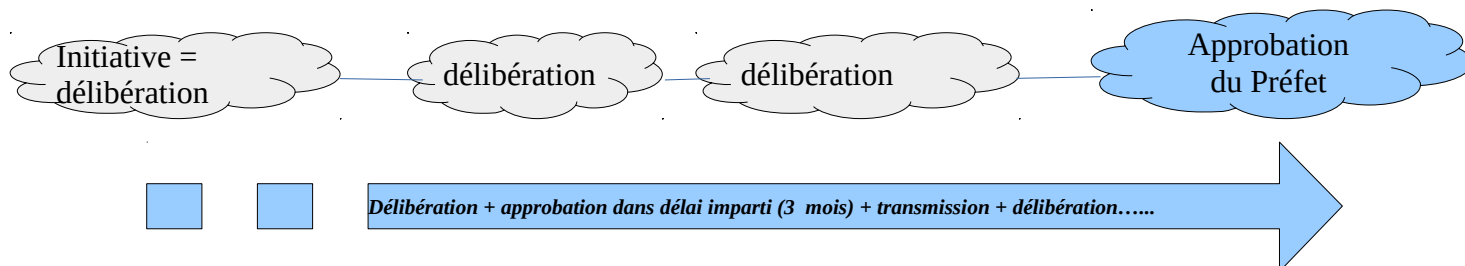 Initiative =
délibération
délibération
délibération
Approbation
du Préfet
Délibération + approbation dans délai imparti (3  mois) + transmission + délibération…...